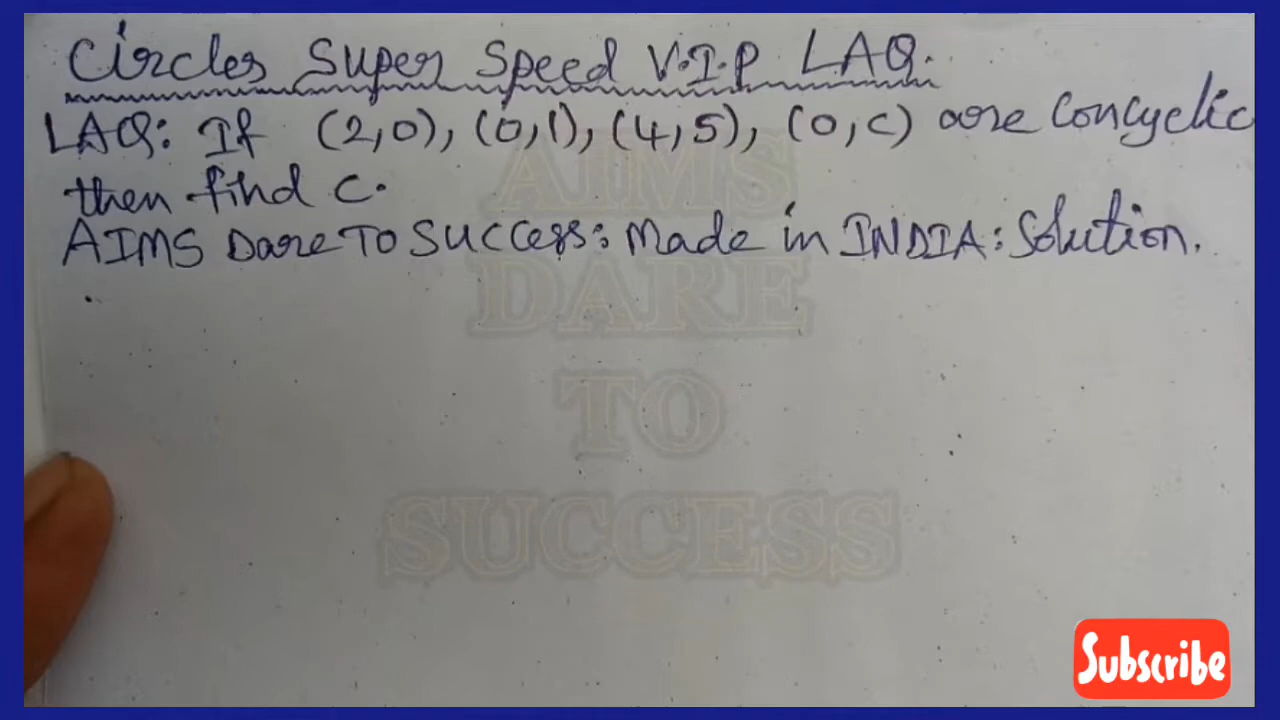 Circles Super Speed V.I.P LAQ.
LAQ: If (2,0), (0,1), (4,5), (0,c) are concyclic
then find c.
AIMS Dare To Success: Made in INDIA: Solution.
AIMS
DARE
TO
SUCCESS
Subscribe